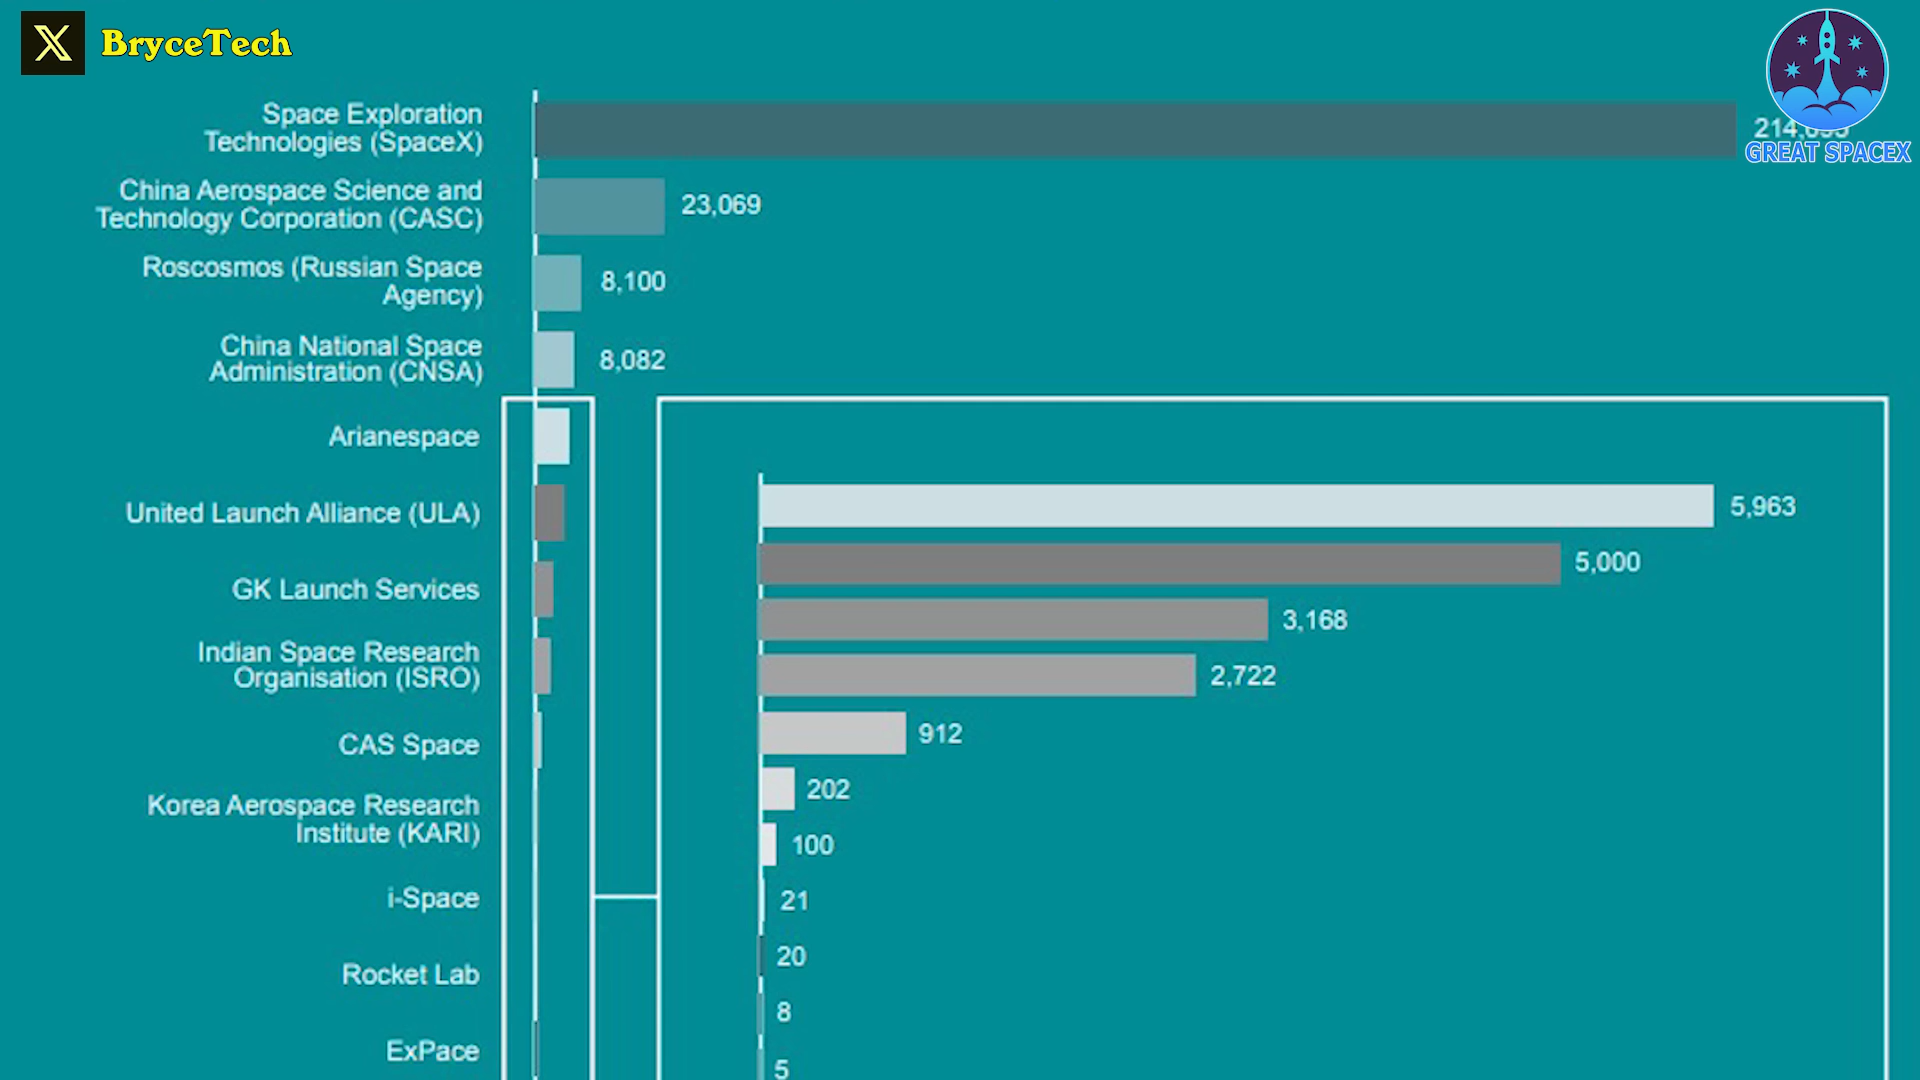 X BryceTech
Space Exploration
Technologies (SpaceX)
GREAT SPACEX
China Aerospace Science and
Technology Corporation (CASC)
23,069
Roscosmos (Russian Space
Agency)
8,100
China National Space
Administration (CNSA)
8,082
Arianespace
United Launch Alliance (ULA)
GK Launch Services
Indian Space Research
Organisation (ISRO)
CAS Space
Korea Aerospace Research
Institute (KARI)
i-Space
Rocket Lab
ExPace
5,963
5,000
3,168
2,722
912
202
100
21
20
8
5